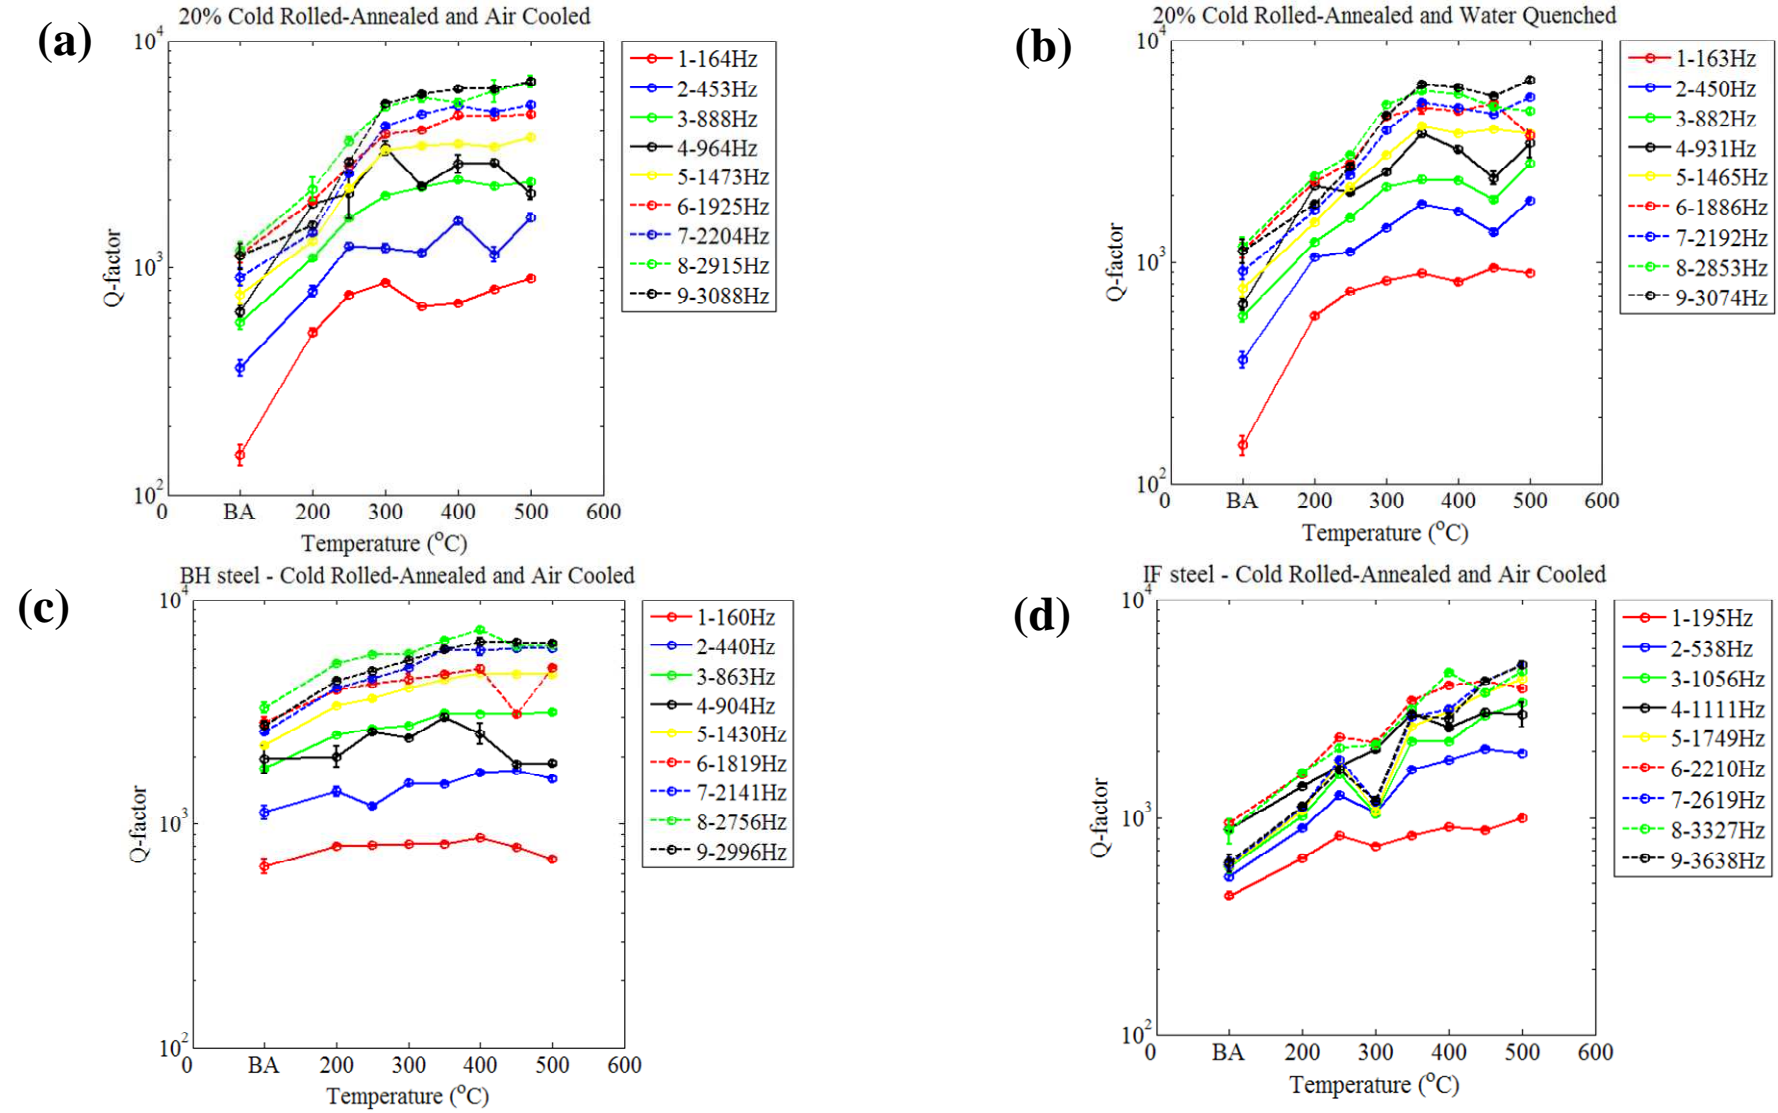 20% Cold Rolled-Annealed and Air Cooled
(a)
10^4
10^3
10^2
Q-factor
0 BA 200 300 400 500 600
Temperature (°C)
1-164Hz
2-453Hz
3-888Hz
4-964Hz
5-1473Hz
6-1925Hz
7-2204Hz
8-2915Hz
9-3088Hz
20% Cold Rolled-Annealed and Water Quenched
(b)
10^4
10^3
10^2
Q-factor
0 BA 200 300 400 500 600
Temperature (°C)
1-163Hz
2-450Hz
3-882Hz
4-931Hz
5-1465Hz
6-1886Hz
7-2192Hz
8-2853Hz
9-3074Hz
BH steel - Cold Rolled-Annealed and Air Cooled
(c)
10^4
10^3
10^2
Q-factor
0 BA 200 300 400 500 600
Temperature (°C)
1-160Hz
2-440Hz
3-863Hz
4-904Hz
5-1430Hz
6-1819Hz
7-2141Hz
8-2756Hz
9-2996Hz
IF steel - Cold Rolled-Annealed and Air Cooled
(d)
10^4
10^3
10^2
Q-factor
0 BA 200 300 400 500 600
Temperature (°C)
1-195Hz
2-538Hz
3-1056Hz
4-1111Hz
5-1749Hz
6-2210Hz
7-2619Hz
8-3327Hz
9-3638Hz